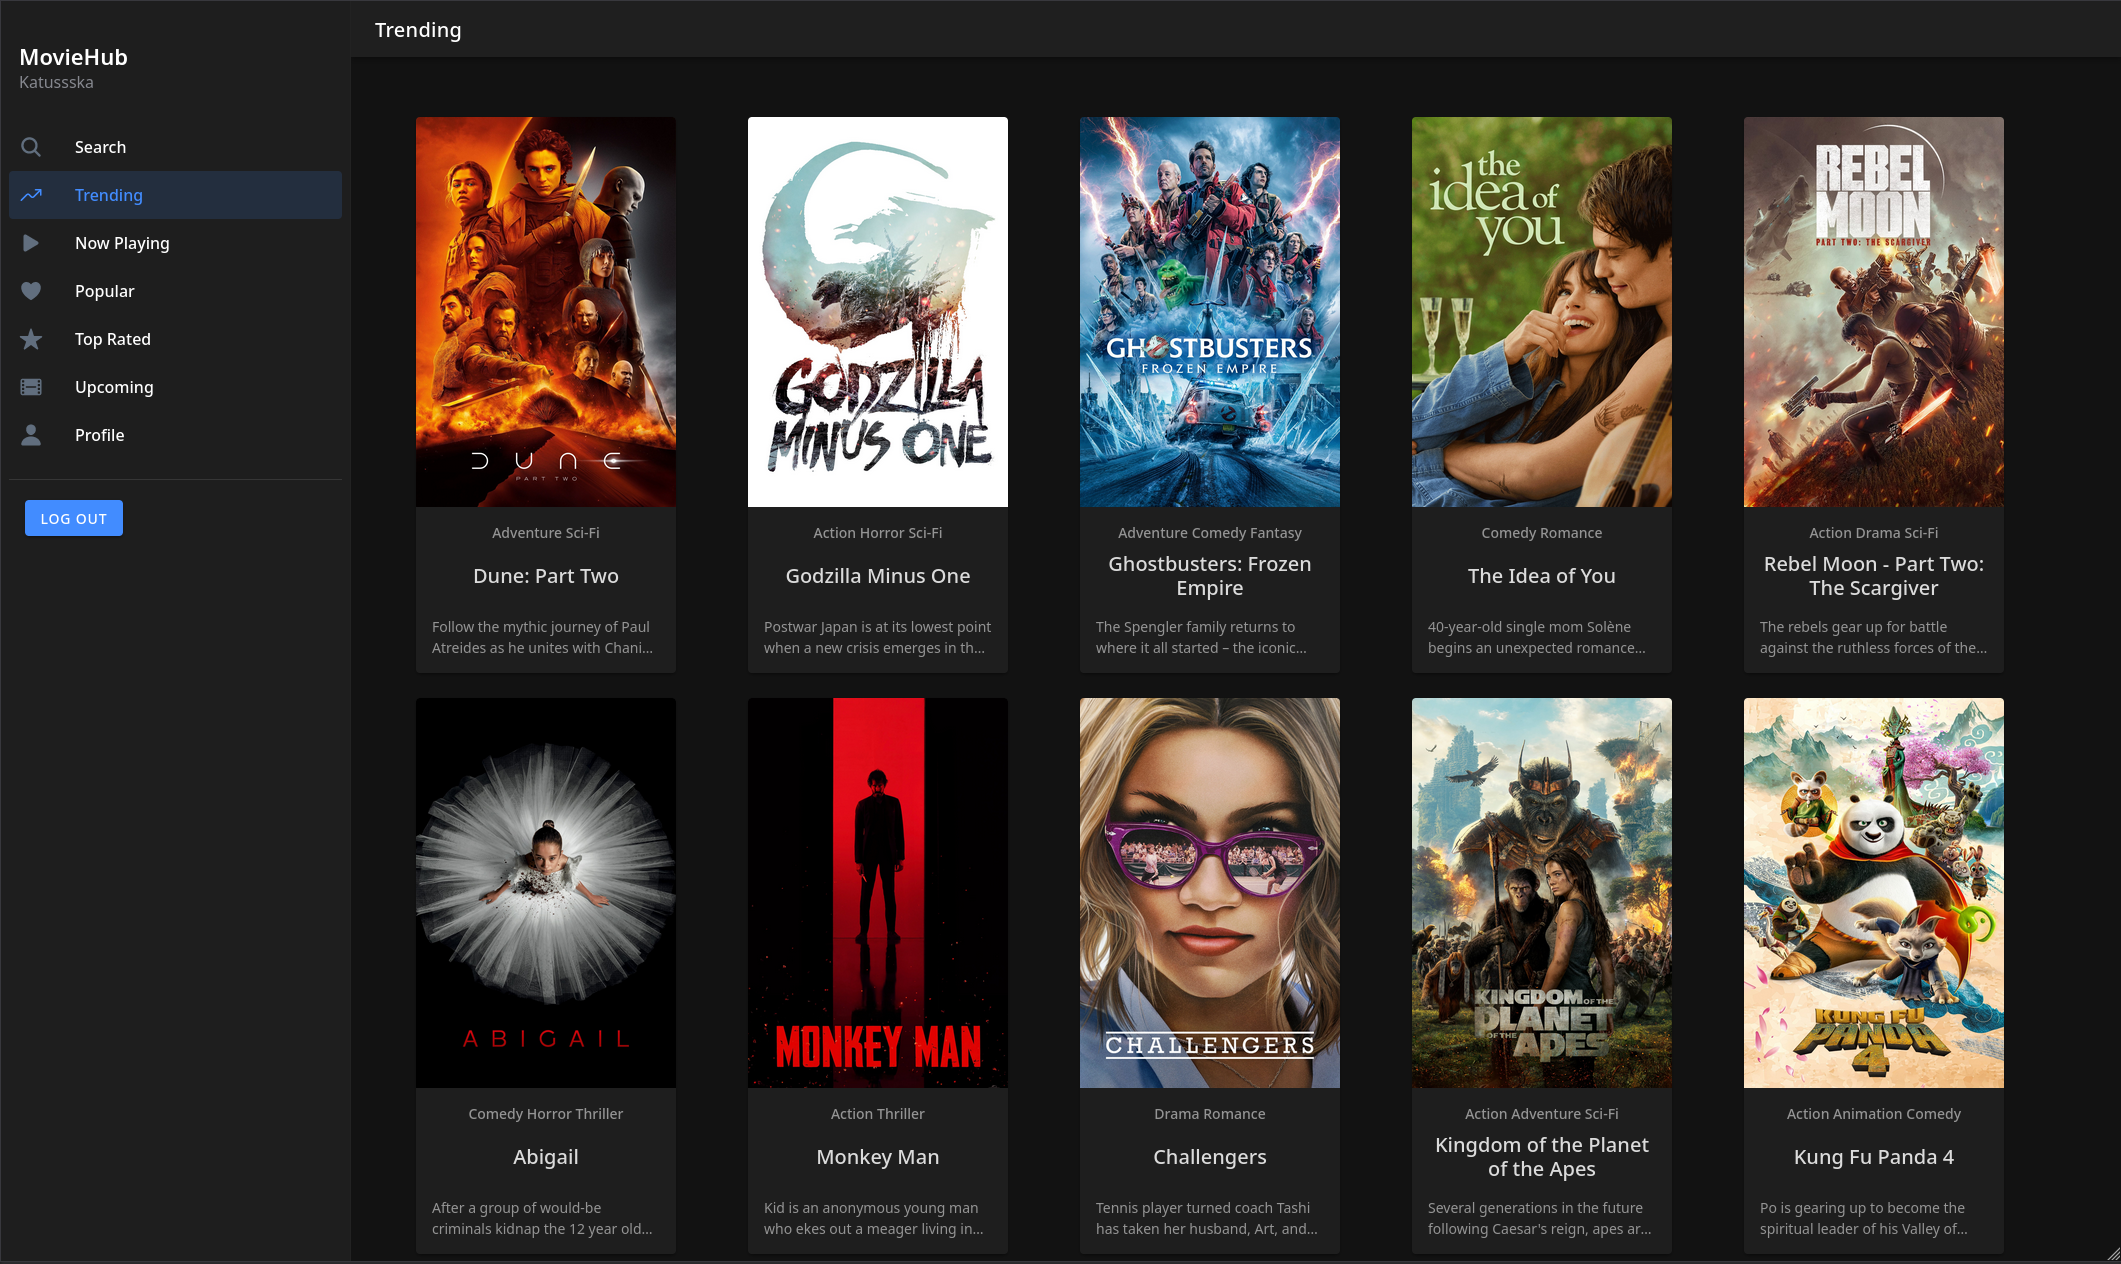 MovieHub
Katussska
Search
Trending
Now Playing
Popular
Top Rated
Upcoming
Profile
LOG OUT
Trending
DUNE
PART TWO
Adventure Sci-Fi
Dune: Part Two
Follow the mythic journey of Paul
Atreides as he unites with Chani...
GODZILLA
MINUS ONE
Action Horror Sci-Fi
Godzilla Minus One
Postwar Japan is at its lowest point
when a new crisis emerges in th...
GHOSTBUSTERS
FROZEN EMPIRE
Adventure Comedy Fantasy
Ghostbusters: Frozen
Empire
The Spengler family returns to
where it all started – the iconic...
the
idea of
you
Comedy Romance
The Idea of You
40-year-old single mom Solène
begins an unexpected romance...
REBEL
MOON
PART TWO: THE SCARGIVER
Action Drama Sci-Fi
Rebel Moon - Part Two:
The Scargiver
The rebels gear up for battle
against the ruthless forces of the...
ABIGAIL
Comedy Horror Thriller
Abigail
After a group of would-be
criminals kidnap the 12 year old...
MONKEY MAN
Action Thriller
Monkey Man
Kid is an anonymous young man
who ekes out a meager living in...
CHALLENGERS
Drama Romance
Challengers
Tennis player turned coach Tashi
has taken her husband, Art, and...
KINGDOM OF THE
PLANET
OF THE APES
Action Adventure Sci-Fi
Kingdom of the Planet
of the Apes
Several generations in the future
following Caesar's reign, apes ar...
KUNG FU
PANDA
4
Action Animation Comedy
Kung Fu Panda 4
Po is gearing up to become the
spiritual leader of his Valley of...